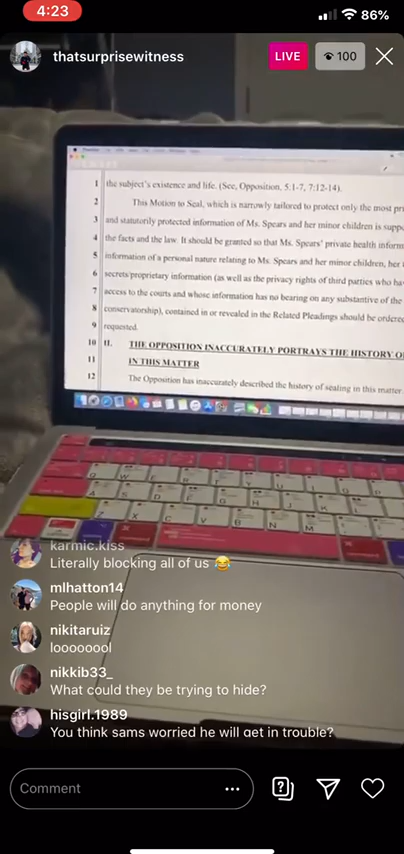 4:23
86%
thatsurprisewitness
LIVE
100
1 the subject's existence and life. (See, Opposition, 5:1-7, 7:12-14).
2 This Motion to Seal, which is narrowly tailored to protect only the most pri
3 and statutorily protected information of Ms. Spears and her minor children is suppo
4 the facts and the law. It should be granted so that Ms. Spears' private health inform
5 information of a personal nature relating to Ms. Spears and her minor children, her
6 secrets/proprietary information (as well as the privacy rights of third parties who ha
7 access to the courts and whose information has no bearing on any substantive of the
8 conservatorship), contained in or revealed in the Related Pleadings should be ordere
9 requested.
10 II. THE OPPOSITION INACCURATELY PORTRAYS THE HISTORY O
11 IN THIS MATTER
12 The Opposition has inaccurately described the history of sealing in this matter
Q W E R T Y U
A S D F G H J K L
Z X C V B N M
karmic.kiss
Literally blocking all of us 😂
mlhatton14
People will do anything for money
nikitaruiz
loooooool
nikkib33_
What could they be trying to hide?
hisgirl.1989
You think sams worried he will get in trouble?
Comment